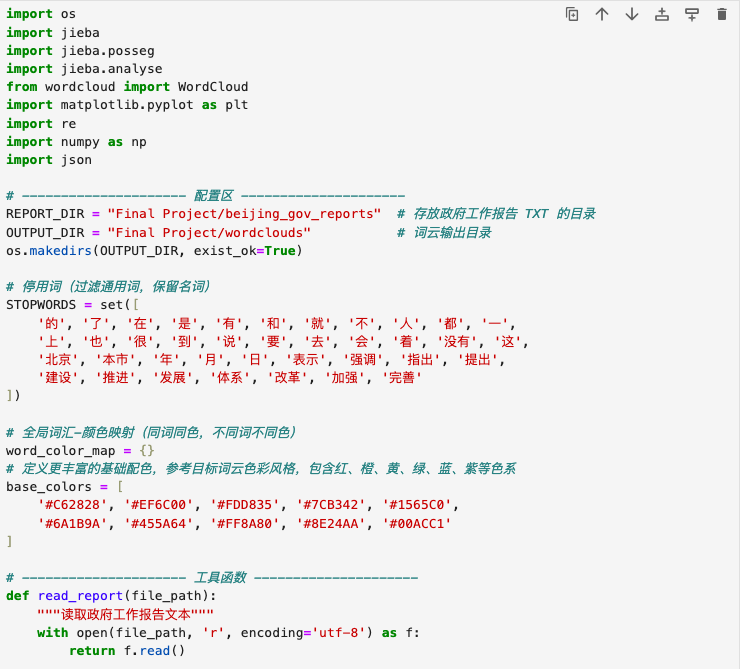 import os
import jieba
import jieba.posseg
import jieba.analyse
from wordcloud import WordCloud
import matplotlib.pyplot as plt
import re
import numpy as np
import json

# --------------------- 配置区 ---------------------
REPORT_DIR = "Final Project/beijing_gov_reports"  # 存放政府工作报告 TXT 的目录
OUTPUT_DIR = "Final Project/wordclouds"           # 词云输出目录
os.makedirs(OUTPUT_DIR, exist_ok=True)

# 停用词（过滤通用词，保留名词）
STOPWORDS = set([
    '的', '了', '在', '是', '有', '和', '就', '不', '人', '都', '一',
    '上', '也', '很', '到', '说', '要', '去', '会', '着', '没有', '这',
    '北京', '本市', '年', '月', '日', '表示', '强调', '指出', '提出',
    '建设', '推进', '发展', '体系', '改革', '加强', '完善'
])

# 全局词汇-颜色映射（同词同色，不同词不同色）
word_color_map = {}
# 定义更丰富的基础配色，参考目标词云色彩风格，包含红、橙、黄、绿、蓝、紫等色系
base_colors = [
    '#C62828', '#EF6C00', '#FDD835', '#7CB342', '#1565C0',
    '#6A1B9A', '#455A64', '#FF8A80', '#8E24AA', '#00ACC1'
]

# --------------------- 工具函数 ---------------------
def read_report(file_path):
    """读取政府工作报告文本"""
    with open(file_path, 'r', encoding='utf-8') as f:
        return f.read()